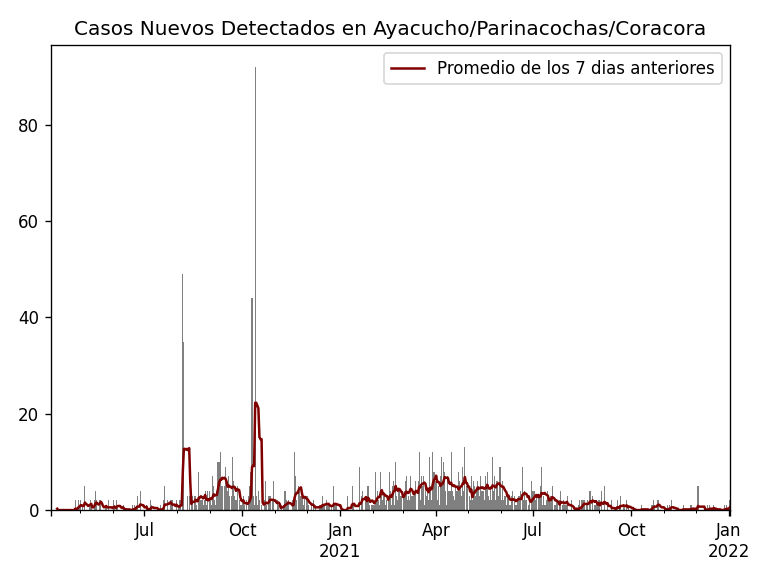 Casos Nuevos Detectados en Ayacucho/Parinacochas/Coracora
Promedio de los 7 dias anteriores
80
60
40
20
0
Jul Oct Jan Apr Jul Oct Jan
2021 2022